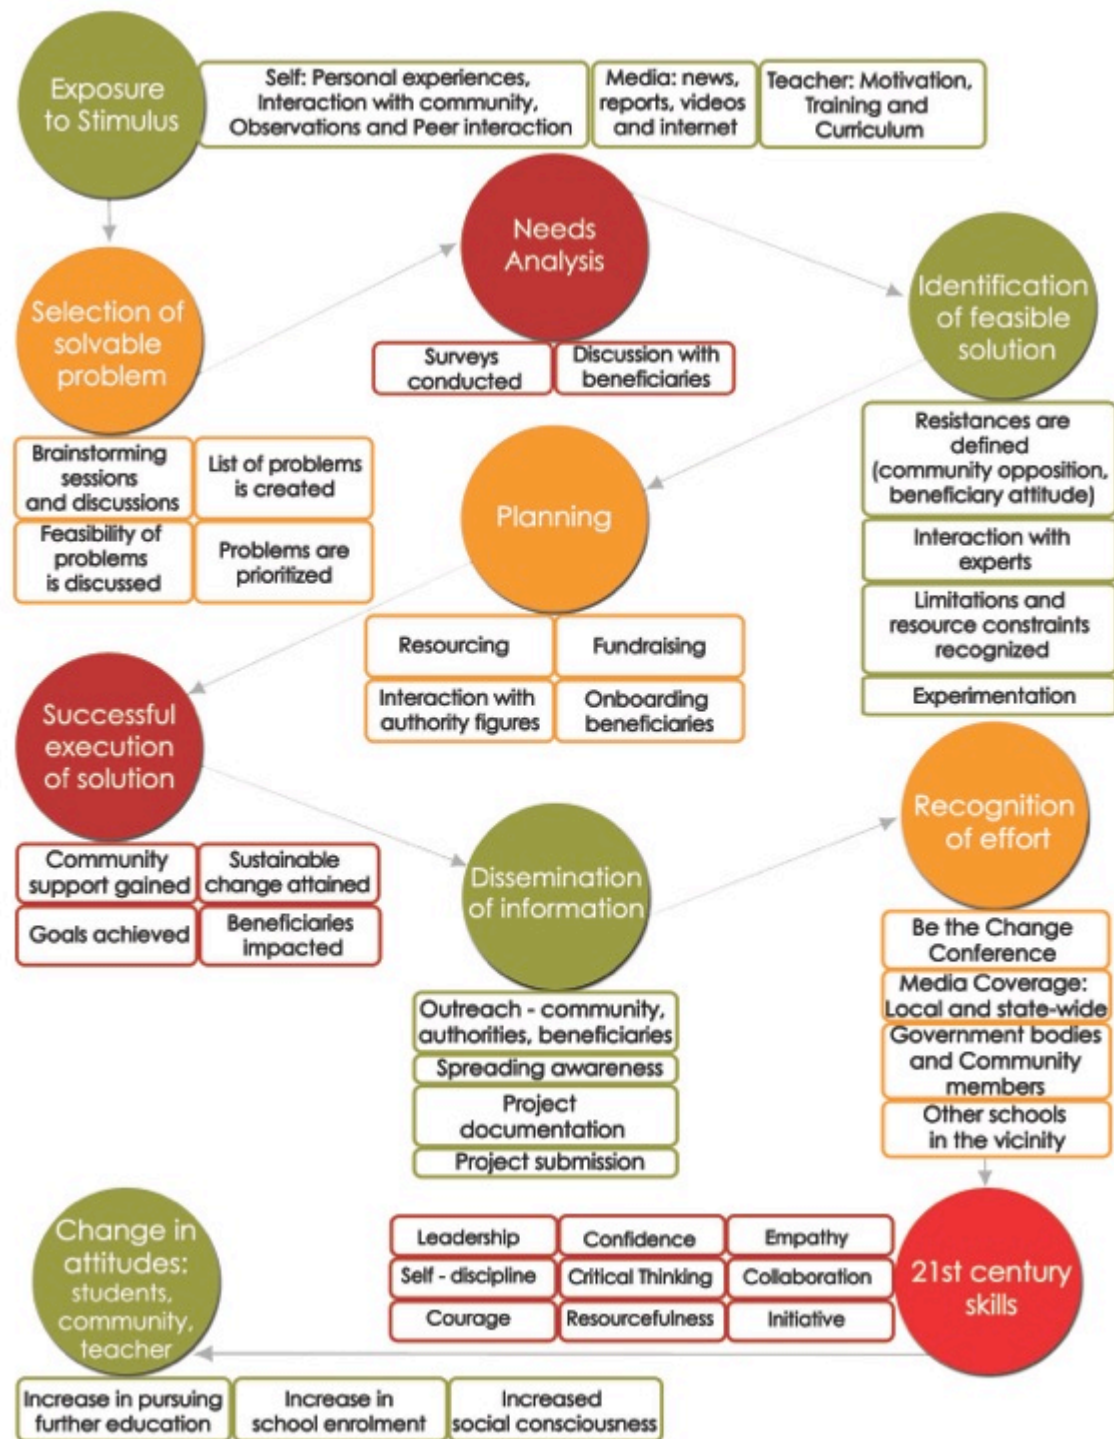 Exposure
to Stimulus
Self: Personal experiences,
Interaction with community,
Observations and Peer interaction
Media: news,
reports, videos
and internet
Teacher: Motivation,
Training and
Curriculum
Selection of
solvable
problem
Brainstorming
sessions
and discussions
List of problems
is created
Feasibility of
problems
is discussed
Problems are
prioritized
Needs
Analysis
Surveys
conducted
Discussion with
beneficiaries
Identification
of feasible
solution
Resistances are
defined
(community opposition,
beneficiary attitude)
Interaction with
experts
Limitations and
resource constraints
recognized
Experimentation
Planning
Resourcing
Fundraising
Interaction with
authority figures
Onboarding
beneficiaries
Successful
execution
of solution
Community
support gained
Sustainable
change attained
Goals achieved
Beneficiaries
impacted
Dissemination
of information
Outreach - community,
authorities, beneficiaries
Spreading awareness
Project
documentation
Project submission
Recognition
of effort
Be the Change
Conference
Media Coverage:
Local and state-wide
Government bodies
and Community
members
Other schools
in the vicinity
21st century
skills
Leadership
Confidence
Empathy
Self - discipline
Critical Thinking
Collaboration
Courage
Resourcefulness
Initiative
Change in
attitudes:
students,
community,
teacher
Increase in pursuing
further education
Increase in
school enrolment
Increased
social consciousness